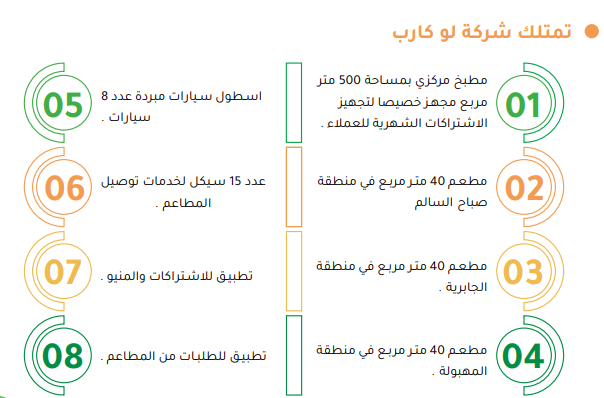 تمتلك شركة لو كارب
01
مطبخ مركزي بمساحة 500 متر
مربع مجهز خصيصا لتجهيز
الاشتراكات الشهرية للعملاء .
02
مطعم 40 متر مربع في منطقة
صباح السالم
03
مطعم 40 متر مربع في منطقة
الجابرية .
04
مطعم 40 متر مربع في منطقة
المهبولة .
05
اسطول سيارات مبردة عدد 8
سيارات .
06
عدد 15 سيكل لخدمات توصيل
المطاعم .
07
تطبيق للاشتراكات والمنيو .
08
تطبيق للطلبات من المطاعم .